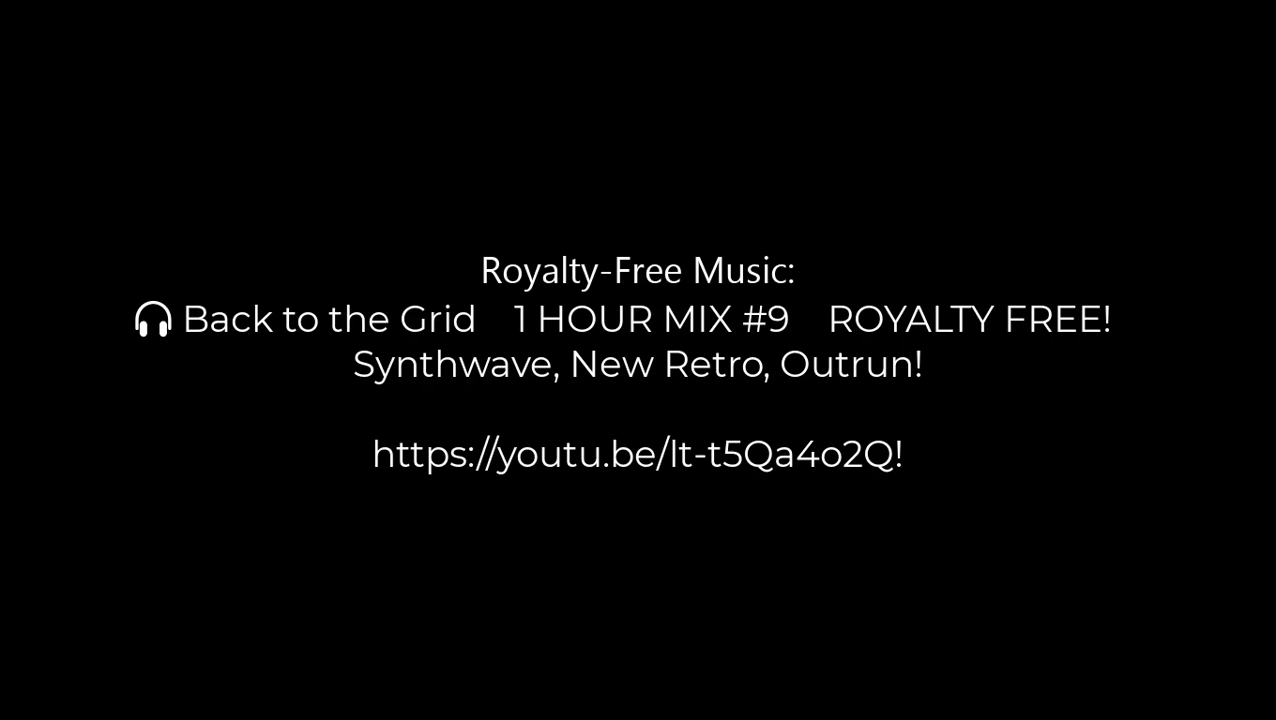 Royalty-Free Music:
🎧 Back to the Grid 1 HOUR MIX #9 ROYALTY FREE!
Synthwave, New Retro, Outrun!
https://youtu.be/lt-t5Qa4o2Q!